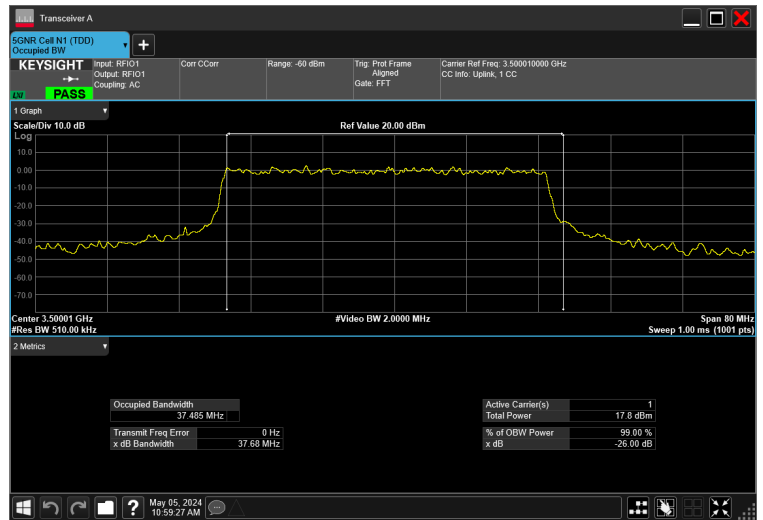 Transceiver A
5GNR Cell N1 (TDD)
Occupied BW
KEYSIGHT
LXI
PASS
Input: RFIO1
Output: RFIO1
Coupling: AC
Corr CCorr
Range: -60 dBm
Trig: Prot Frame
Aligned
Gate: FFT
Carrier Ref Freq: 3.500010000 GHz
CC Info: Uplink, 1 CC
1 Graph
Scale/Div 10.0 dB
Ref Value 20.00 dBm
Log
10.0
0.00
-10.0
-20.0
-30.0
-40.0
-50.0
-60.0
-70.0
Center 3.50001 GHz
#Video BW 2.0000 MHz
Span 80 MHz
#Res BW 510.00 kHz
Sweep 1.00 ms (1001 pts)
2 Metrics
Occupied Bandwidth
37.485 MHz
Transmit Freq Error 0 Hz
x dB Bandwidth 37.68 MHz
Active Carrier(s) 1
Total Power 17.8 dBm
% of OBW Power 99.00 %
x dB -26.00 dB
?
May 05, 2024
10:59:27 AM